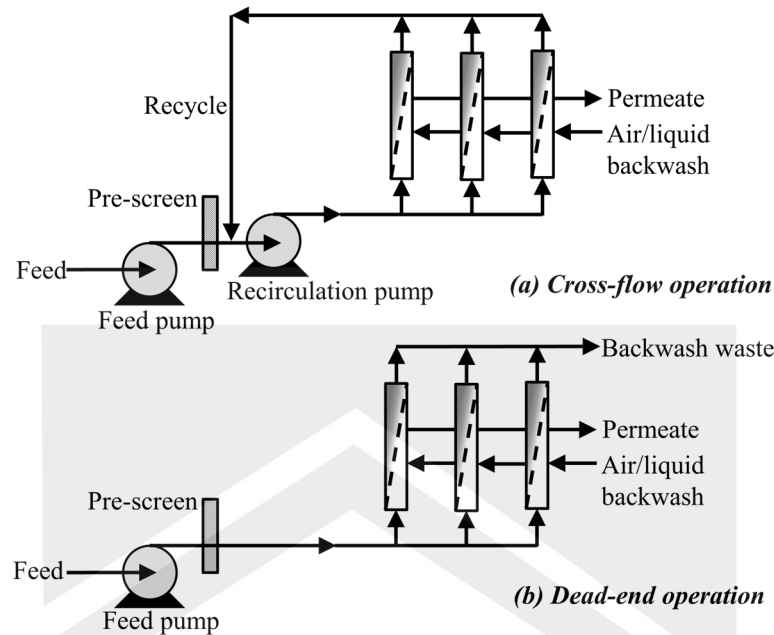 Recycle
Permeate
Air/liquid
backwash
Pre-screen
Feed
Recirculation pump
Feed pump
(a) Cross-flow operation
Backwash waste
Permeate
Air/liquid
backwash
Pre-screen
Feed
Feed pump
(b) Dead-end operation